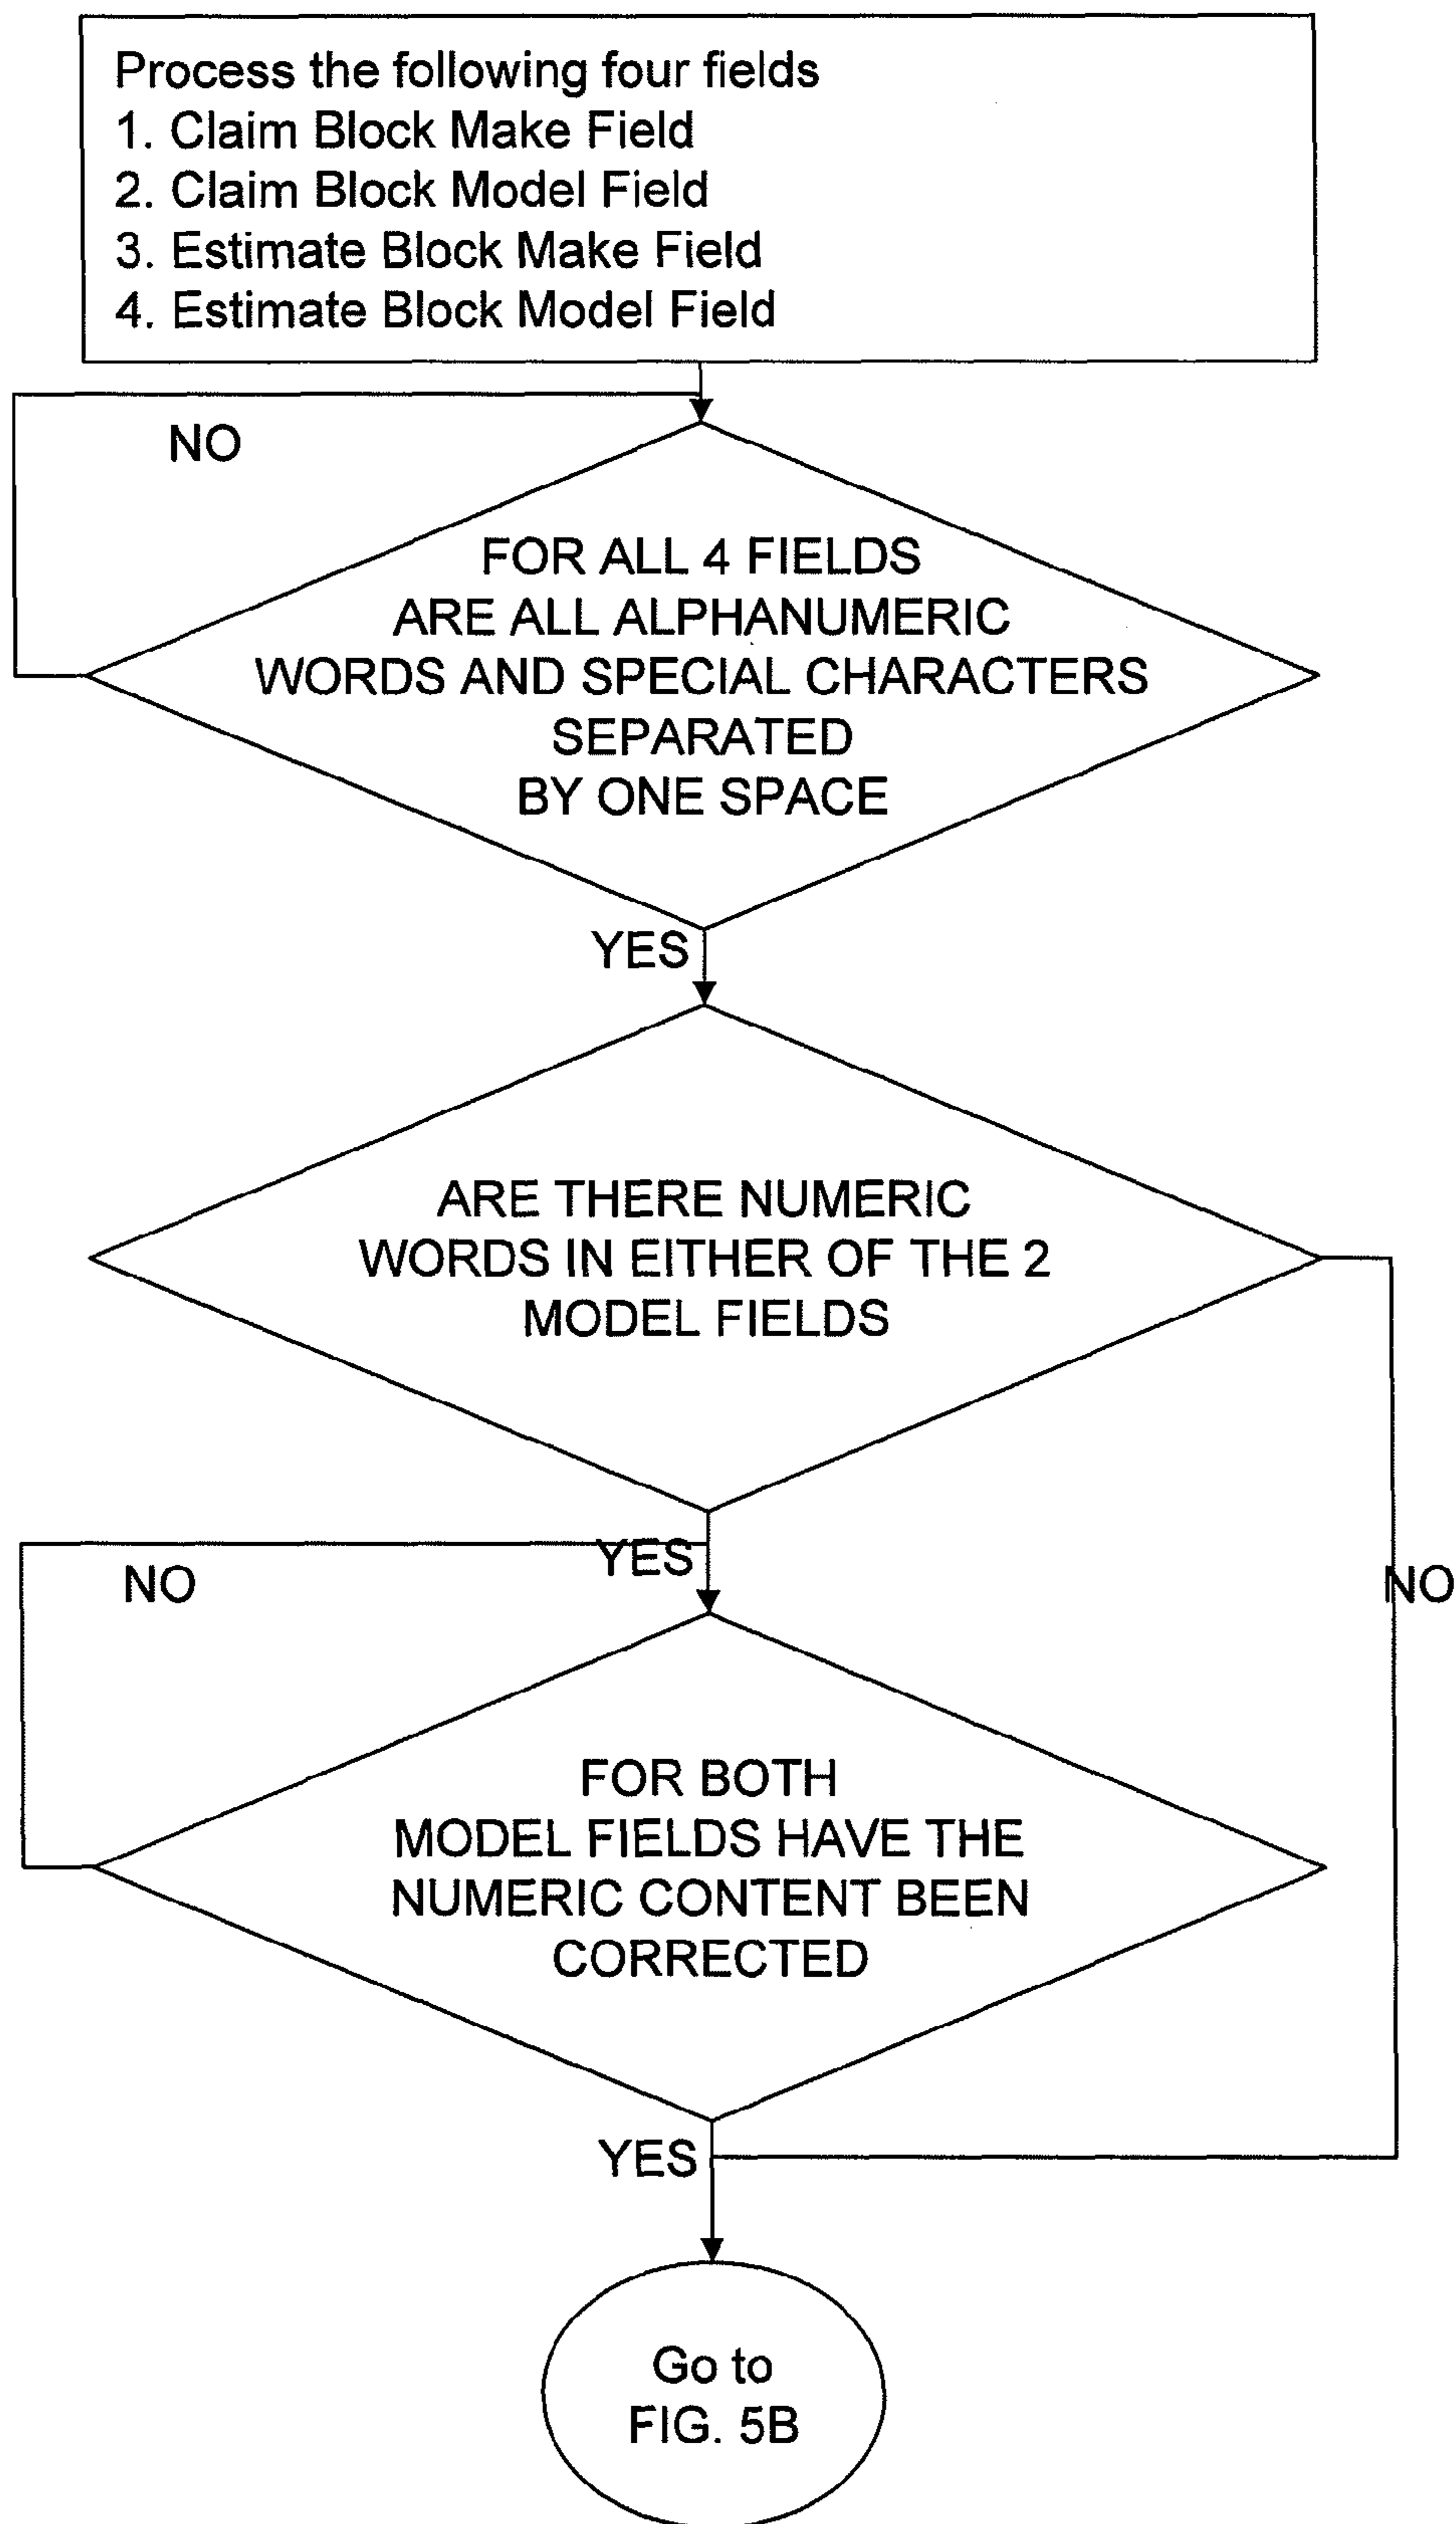 Process the following four fields
1. Claim Block Make Field
2. Claim Block Model Field
3. Estimate Block Make Field
4. Estimate Block Model Field
NO
FOR ALL 4 FIELDS
ARE ALL ALPHANUMERIC
WORDS AND SPECIAL CHARACTERS
SEPARATED
BY ONE SPACE
YES
ARE THERE NUMERIC
WORDS IN EITHER OF THE 2
MODEL FIELDS
YES
NO
NO
FOR BOTH
MODEL FIELDS HAVE THE
NUMERIC CONTENT BEEN
CORRECTED
YES
Go to
FIG. 5B